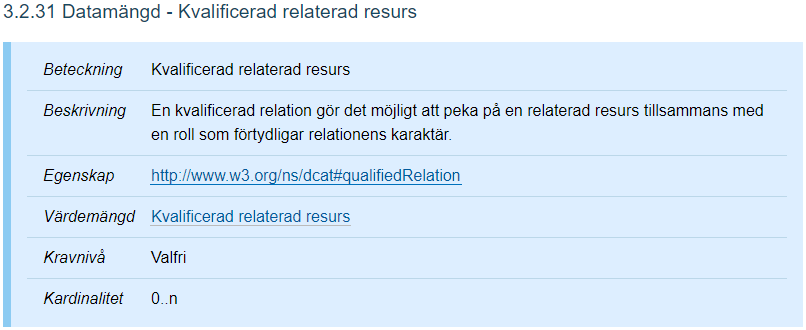 3.2.31 Datamängd - Kvalificerad relaterad resurs
Beteckning Kvalificerad relaterad resurs
Beskrivning En kvalificerad relation gör det möjligt att peka på en relaterad resurs tillsammans med
en roll som förtydligar relationens karaktär.
Egenskap http://www.w3.org/ns/dcat#qualifiedRelation
Värdemängd Kvalificerad relaterad resurs
Kravnivå Valfri
Kardinalitet 0..n